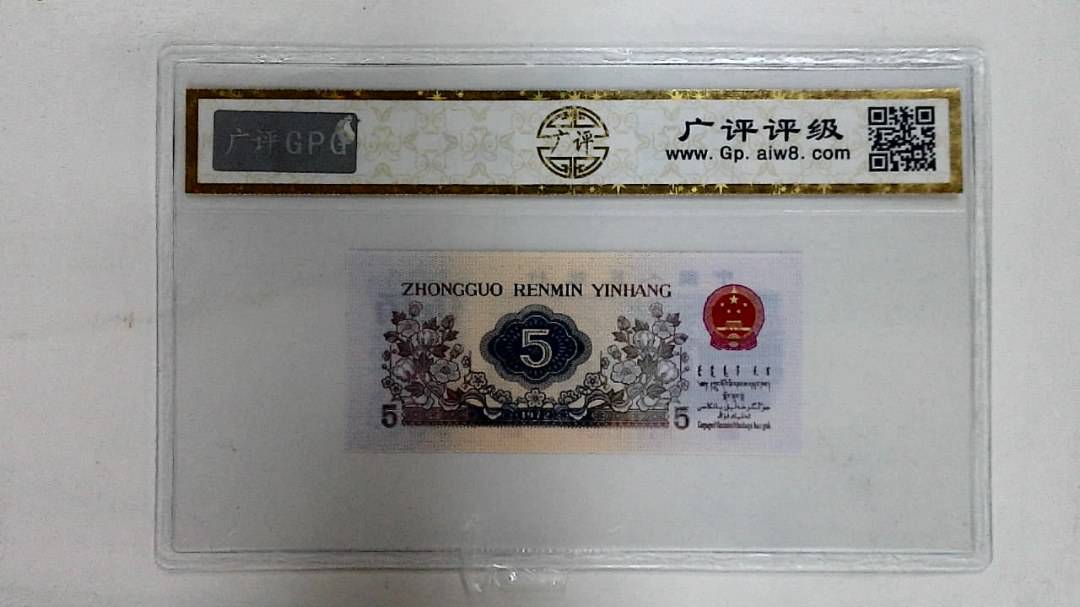 广评GPG
广评
广评评级
www. Gp. aiw8. com
ZHONGGUO RENMIN YINHANG
5
5
5
1972